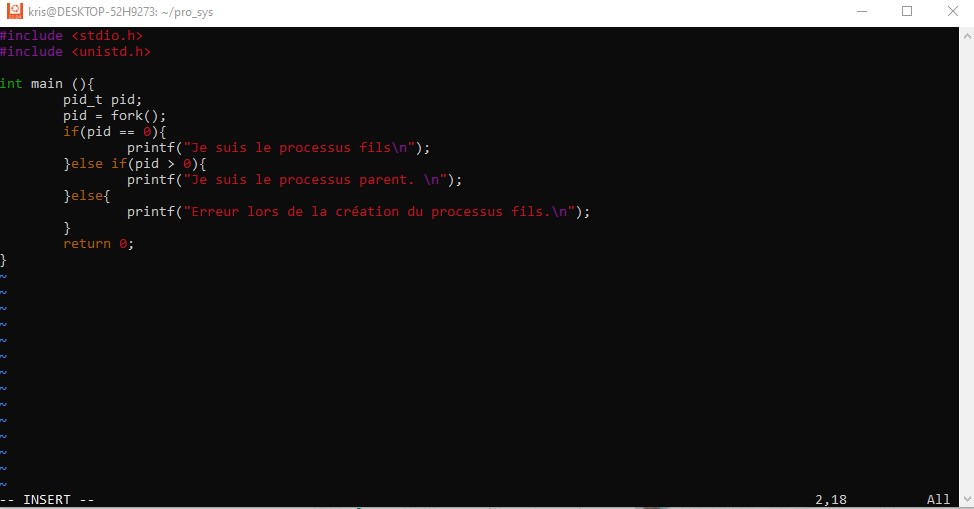 kris@DESKTOP-52H9273: ~/pro_sys
#include <stdio.h>
#include <unistd.h>
int main (){
pid_t pid;
pid = fork();
if(pid == 0){
printf("Je suis le processus fils\n");
}else if(pid > 0){
printf("Je suis le processus parent. \n");
}else{
printf("Erreur lors de la création du processus fils.\n");
}
return 0;
}
~
~
~
~
~
~
~
~
~
~
~
~
~
~
-- INSERT -- 2,18 All